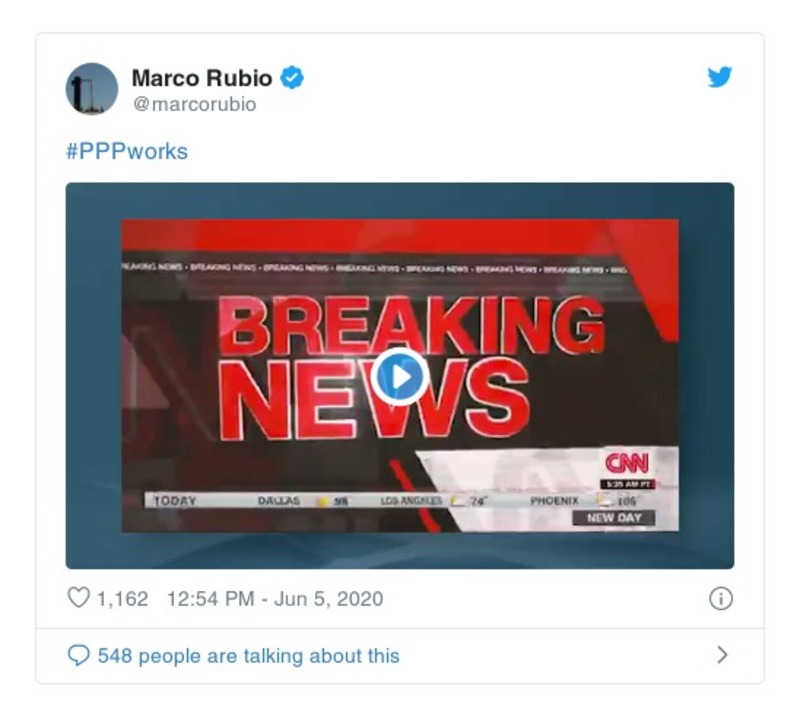 Marco Rubio
@marcorubio
#PPPworks
BREAKING NEWS • BREAKING NEWS • BREAKING NEWS • BREAKING NEWS • BREAKING NEWS • BREAKING NEWS • BREAKING NEWS
BREAKING
NEWS
CNN
5:35 AM PT
TODAY DALLAS LOS ANGELES 74° PHOENIX 106°
NEW DAY
1,162 12:54 PM - Jun 5, 2020
548 people are talking about this